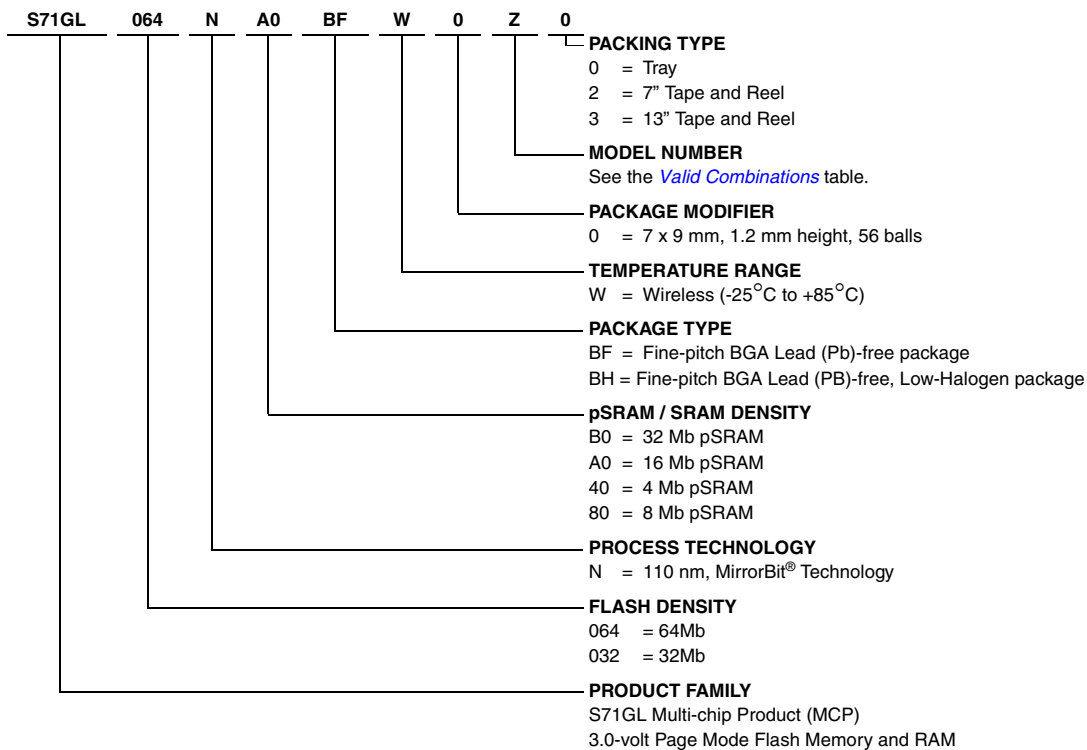 S71GL 064 N A0 BF W 0 Z 0
PACKING TYPE
0 = Tray
2 = 7” Tape and Reel
3 = 13” Tape and Reel
MODEL NUMBER
See the Valid Combinations table.
PACKAGE MODIFIER
0 = 7 x 9 mm, 1.2 mm height, 56 balls
TEMPERATURE RANGE
W = Wireless (-25°C to +85°C)
PACKAGE TYPE
BF = Fine-pitch BGA Lead (Pb)-free package
BH = Fine-pitch BGA Lead (PB)-free, Low-Halogen package
pSRAM / SRAM DENSITY
B0 = 32 Mb pSRAM
A0 = 16 Mb pSRAM
40 = 4 Mb pSRAM
80 = 8 Mb pSRAM
PROCESS TECHNOLOGY
N = 110 nm, MirrorBit® Technology
FLASH DENSITY
064 = 64Mb
032 = 32Mb
PRODUCT FAMILY
S71GL Multi-chip Product (MCP)
3.0-volt Page Mode Flash Memory and RAM